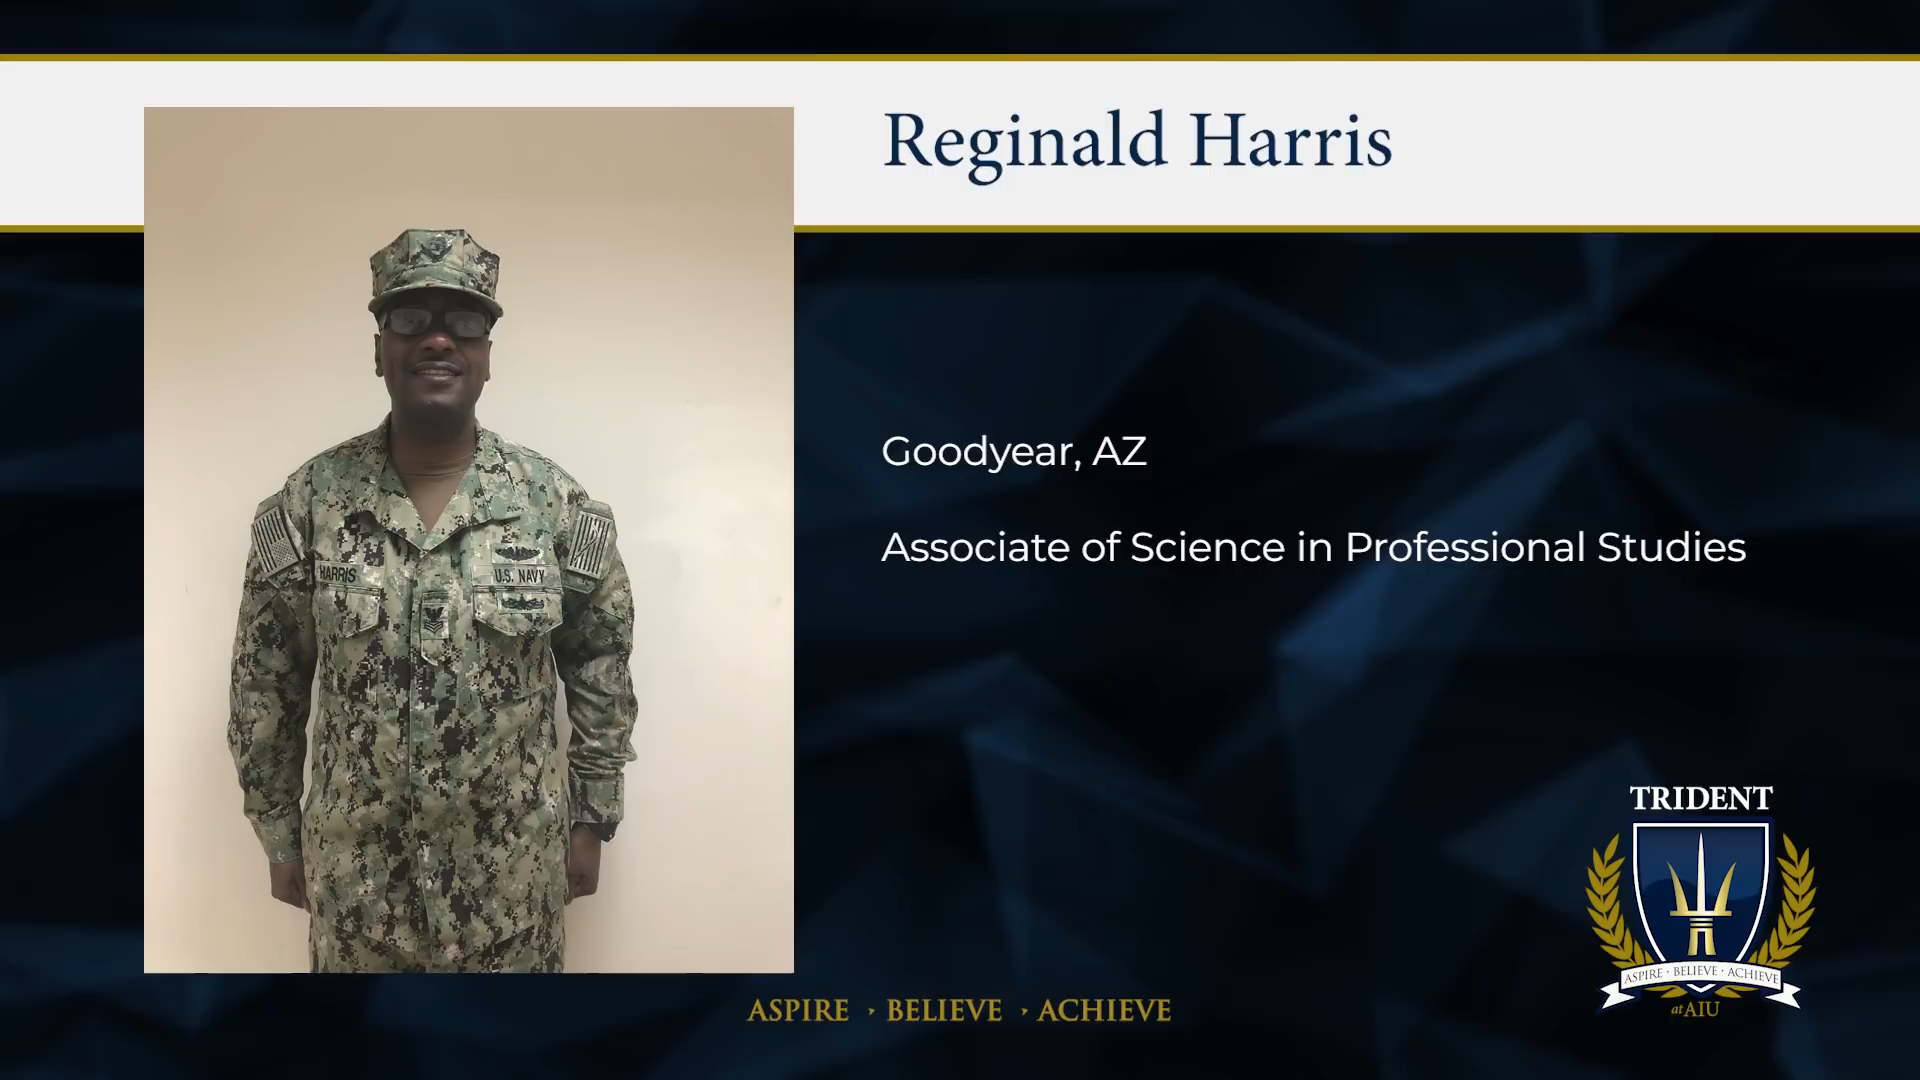 Reginald Harris
Goodyear, AZ
Associate of Science in Professional Studies
HARRIS
U.S. NAVY
TRIDENT
ASPIRE · BELIEVE · ACHIEVE
at AIU
ASPIRE · BELIEVE · ACHIEVE